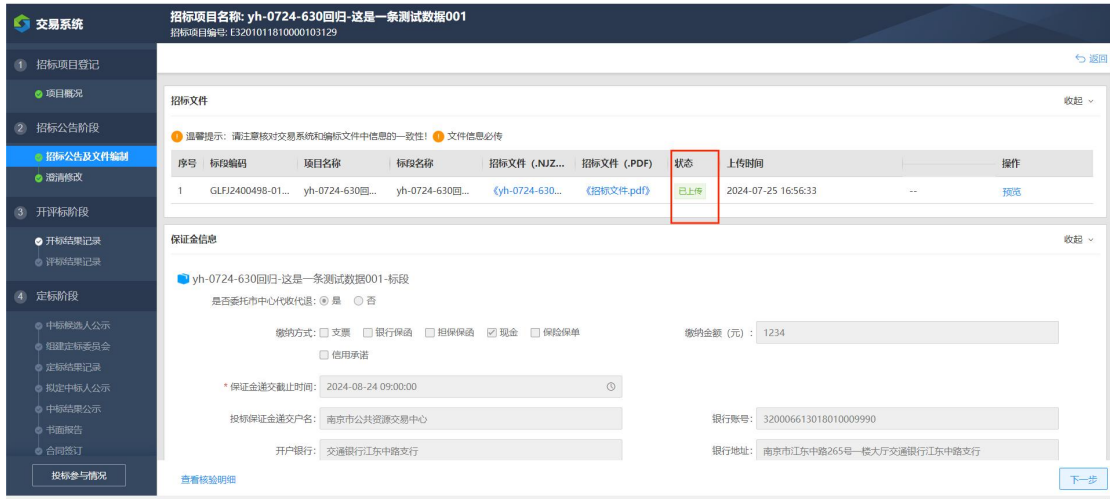 交易系统
招标项目名称: yh-0724-630回归-这是一条测试数据001
招标项目编号: E3201011810000103129
返回
1 招标项目登记
项目概况
2 招标公告阶段
招标公告及文件编制
澄清修改
3 开评标阶段
开标结果记录
评标结果记录
4 定标阶段
中标候选人公示
组建定标委员会
定标结果记录
拟定中标人公示
中标结果公示
书面报告
合同签订
投标参与情况
招标文件 收起
温馨提示：请注意核对交易系统和编标文件中信息的一致性！ 文件信息必传
序号 标段编码 项目名称 标段名称 招标文件 (.NJZ... 招标文件 (.PDF) 状态 上传时间 操作
1 GLFJ2400498-01... yh-0724-630回... yh-0724-630回... 《yh-0724-630... 《招标文件.pdf》 已上传 2024-07-25 16:56:33 -- 预览
保证金信息 收起
yh-0724-630回归-这是一条测试数据001-标段
是否委托市中心代收代退: 是 否
缴纳方式: 支票 银行保函 担保保函 现金 保险保单 缴纳金额（元）: 1234
信用承诺
* 保证金递交截止时间: 2024-08-24 09:00:00
投标保证金递交户名: 南京市公共资源交易中心 银行账号: 320006613018010009990
开户银行: 交通银行江东中路支行 银行地址: 南京市江东中路265号一楼大厅交通银行江东中路支行
查看核验明细 下一步